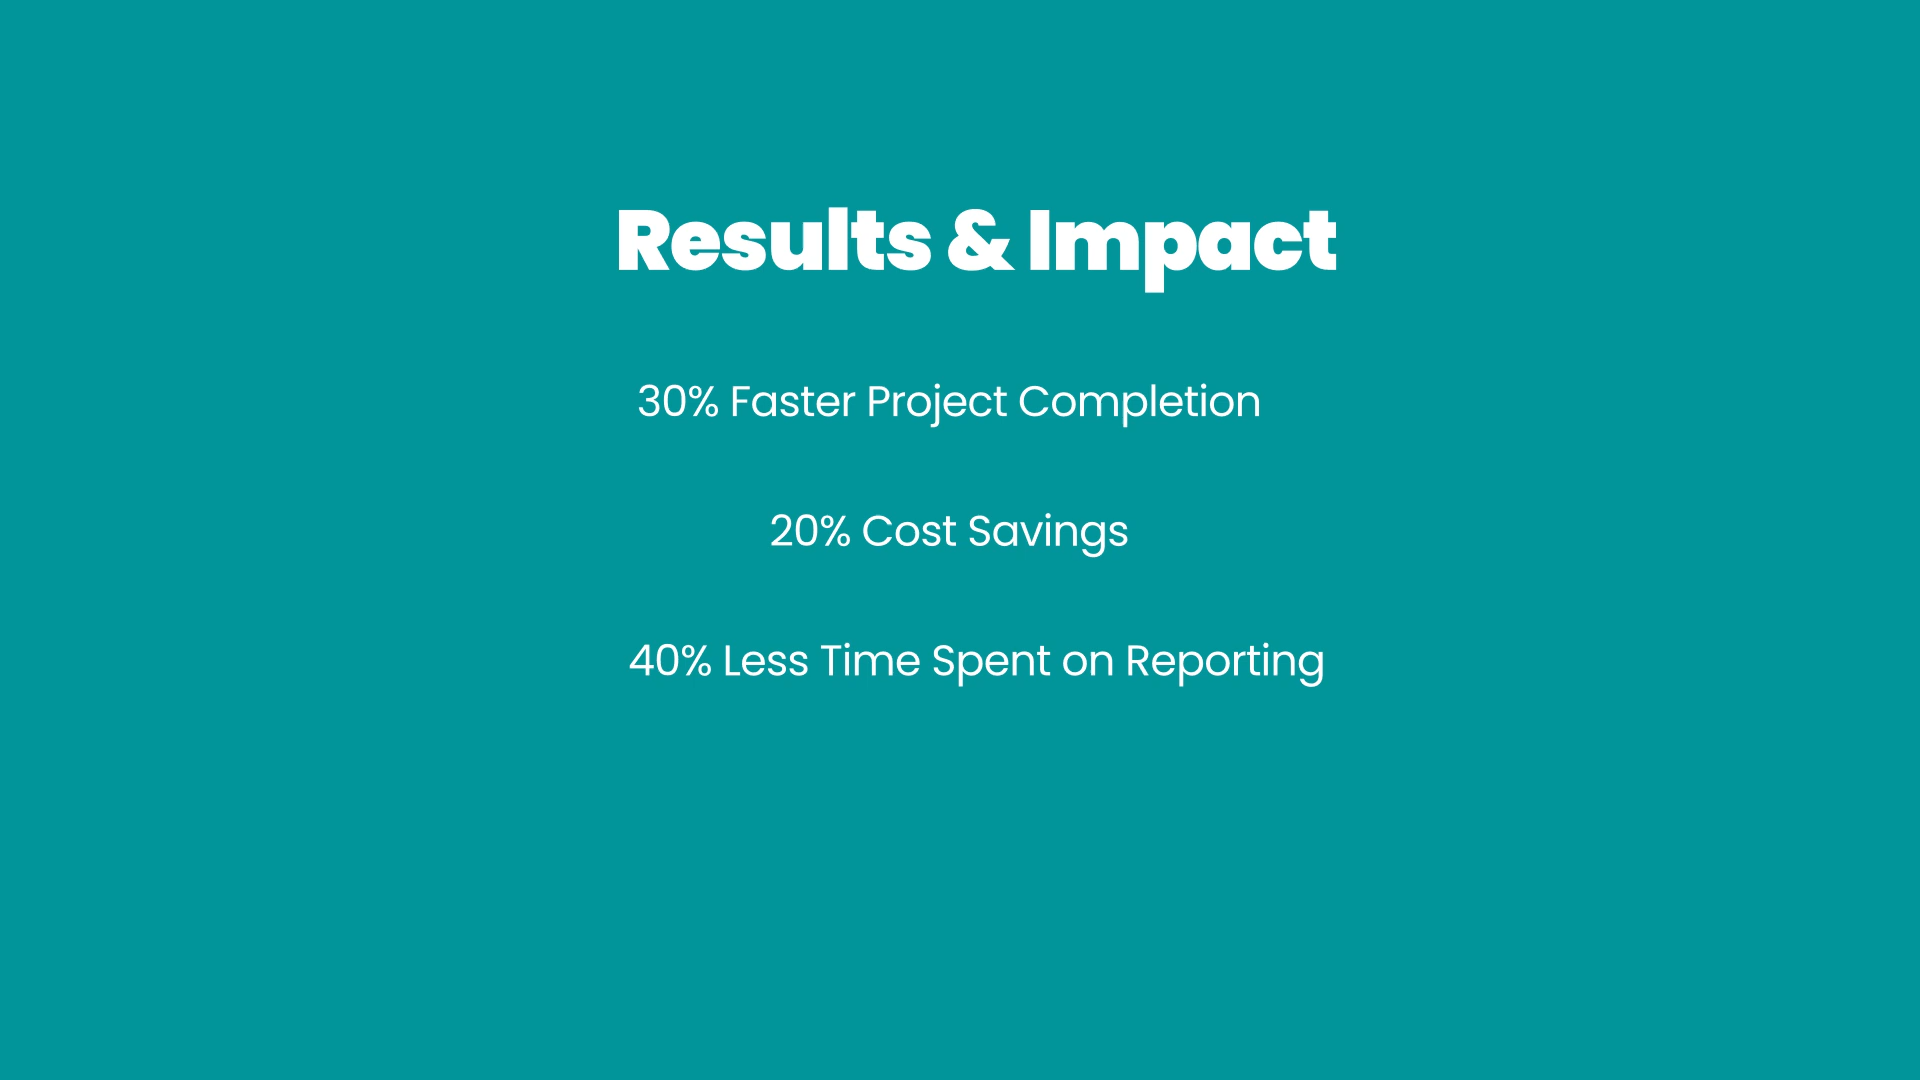 Results & Impact
30% Faster Project Completion
20% Cost Savings
40% Less Time Spent on Reporting